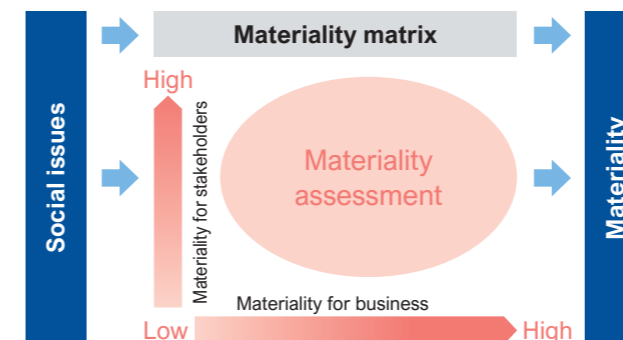 Social issues
Materiality matrix
High
Materiality for stakeholders
Materiality
assessment
Materiality for business
Low
High
Materiality